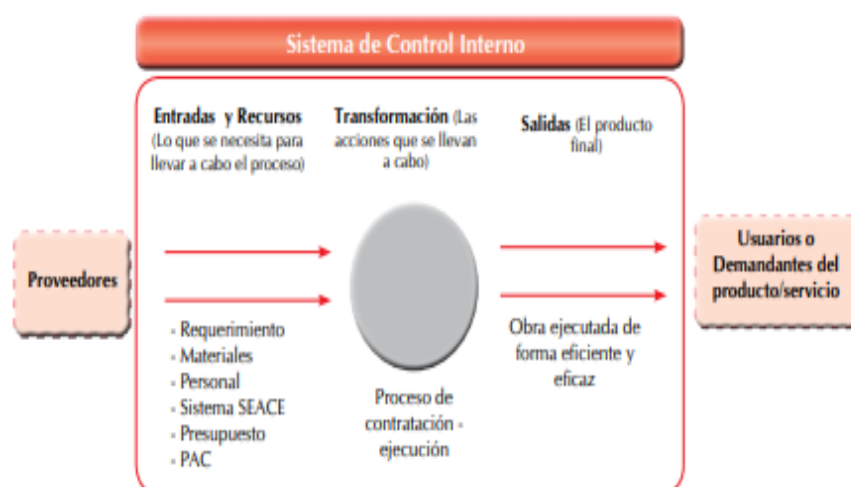 Sistema de Control Interno
Entradas y Recursos
(Lo que se necesita para
llevar a cabo el proceso)
Transformación (Las
acciones que se llevan
a cabo)
Salidas (El producto
final)
Proveedores
- Requerimiento
- Materiales
- Personal
- Sistema SEACE
- Presupuesto
- PAC
Proceso de
contratación -
ejecución
Obra ejecutada de
forma eficiente y
eficaz
Usuarios o
Demandantes del
producto/servicio